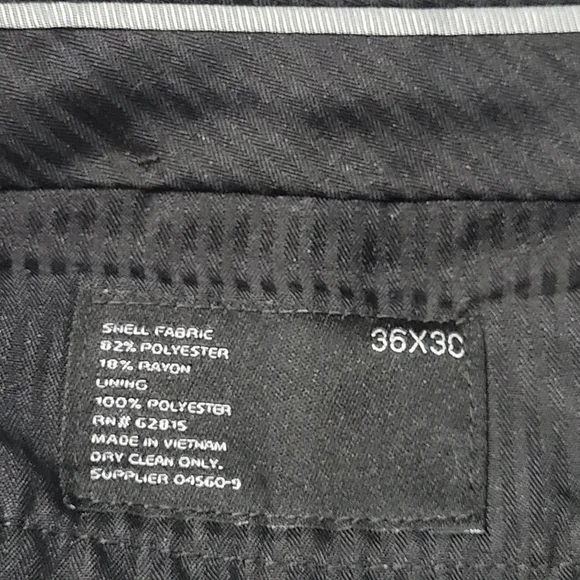 SHELL FABRIC
82% POLYESTER
18% RAYON
LINING
100% POLYESTER
RN# 62815
MADE IN VIETNAM
DRY CLEAN ONLY.
SUPPLIER 04560-9
36X30